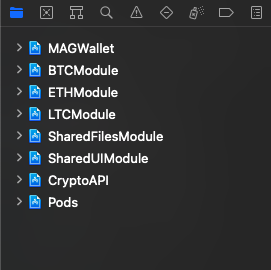 MAGWallet
BTCModule
ETHModule
LTCModule
SharedFilesModule
SharedUIModule
CryptoAPI
Pods